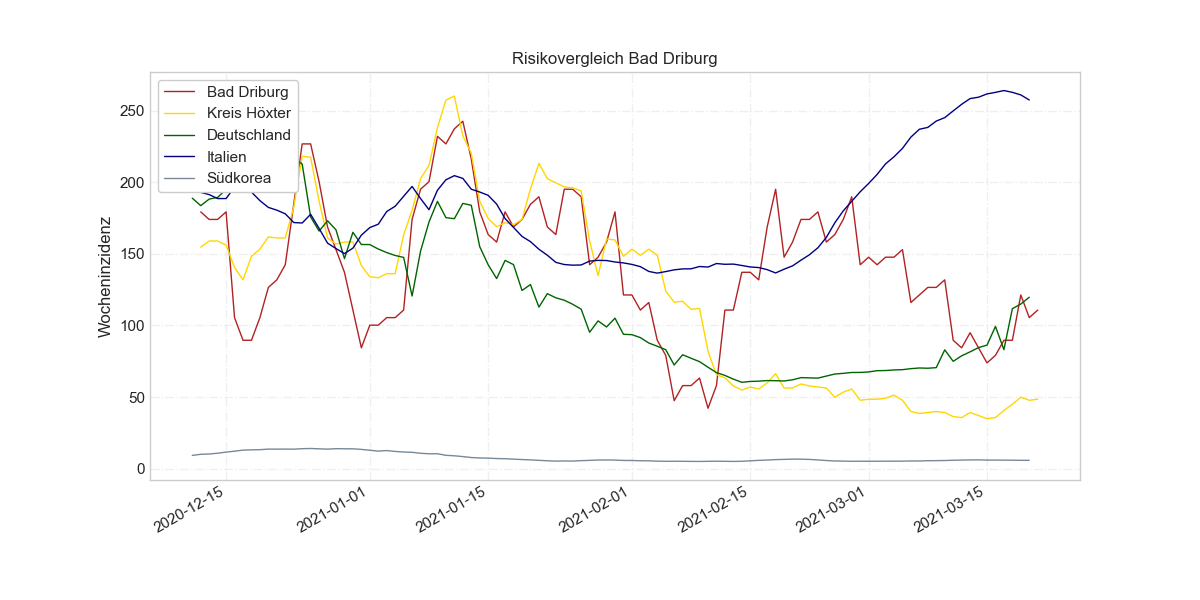 Risikovergleich Bad Driburg
Bad Driburg
Kreis Höxter
Deutschland
Italien
Südkorea
Wocheninzidenz
250
200
150
100
50
0
2020-12-15
2021-01-01
2021-01-15
2021-02-01
2021-02-15
2021-03-01
2021-03-15